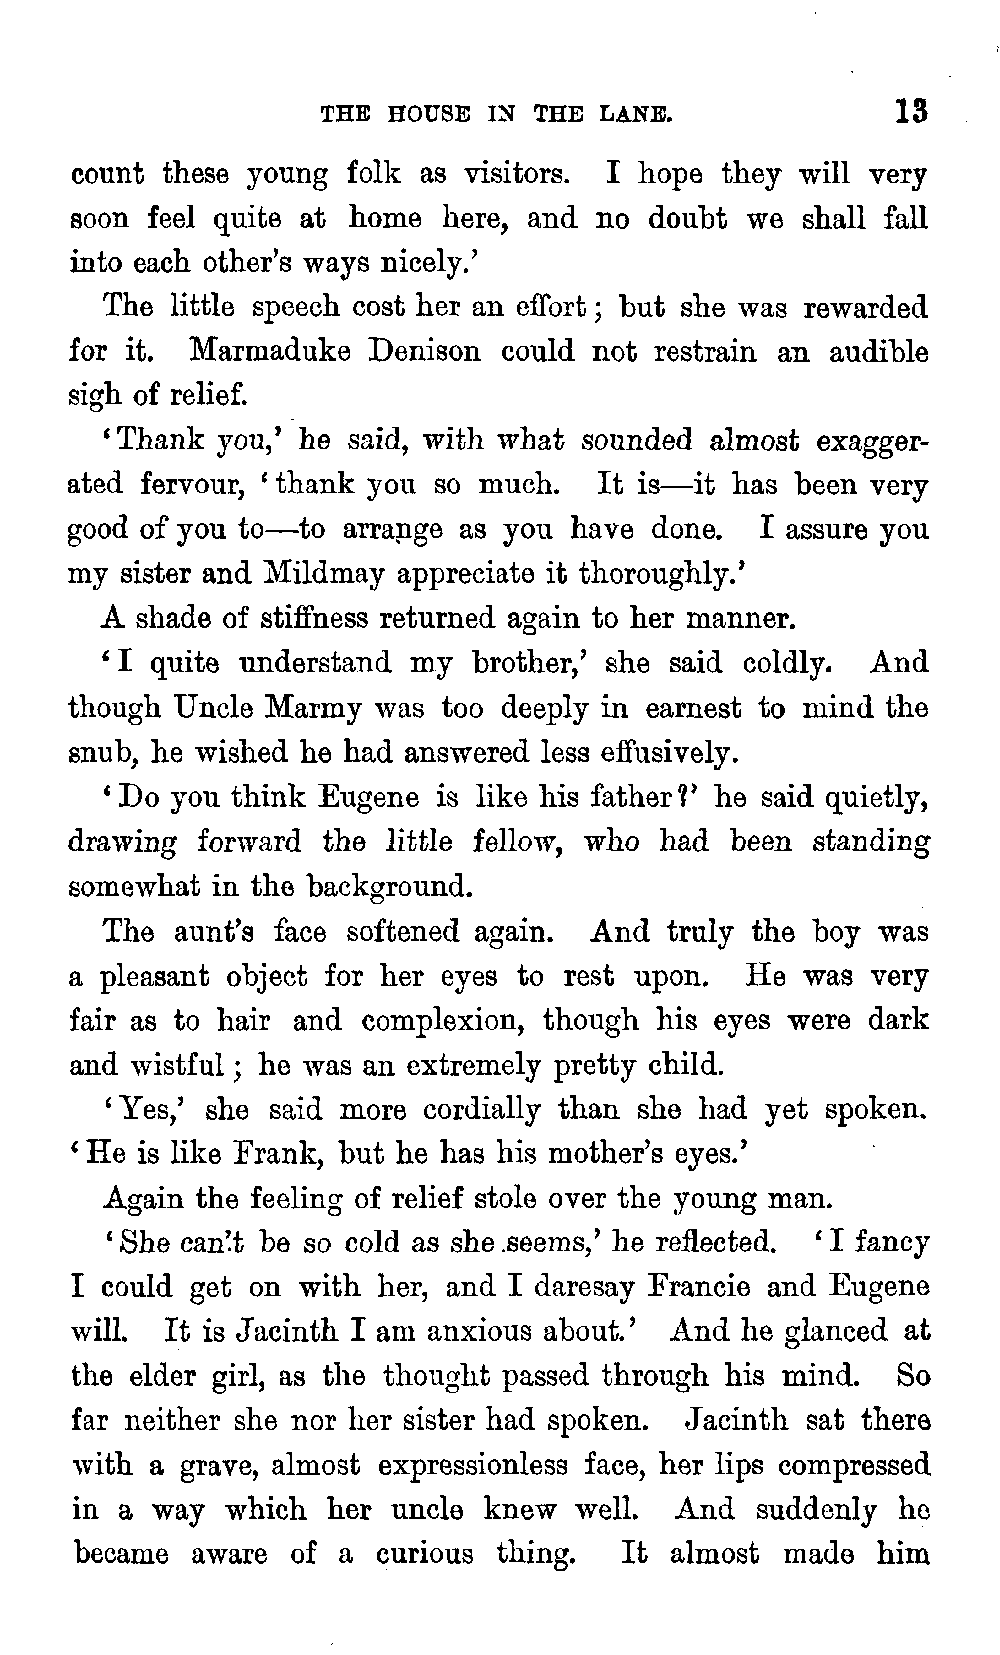 THE HOUSE IN THE LANE. 13
count these young folk as visitors. I hope they will very
soon feel quite at home here, and no doubt we shall fall
into each other's ways nicely.'
The little speech cost her an effort; but she was rewarded
for it. Marmaduke Denison could not restrain an audible
sigh of relief.
'Thank you,' he said, with what sounded almost exagger-
ated fervour, 'thank you so much. It is—it has been very
good of you to—to arrange as you have done. I assure you
my sister and Mildmay appreciate it thoroughly.'
A shade of stiffness returned again to her manner.
'I quite understand my brother,' she said coldly. And
though Uncle Marmy was too deeply in earnest to mind the
snub, he wished he had answered less effusively.
'Do you think Eugene is like his father?' he said quietly,
drawing forward the little fellow, who had been standing
somewhat in the background.
The aunt's face softened again. And truly the boy was
a pleasant object for her eyes to rest upon. He was very
fair as to hair and complexion, though his eyes were dark
and wistful; he was an extremely pretty child.
'Yes,' she said more cordially than she had yet spoken.
'He is like Frank, but he has his mother's eyes.'
Again the feeling of relief stole over the young man.
'She can't be so cold as she seems,' he reflected. 'I fancy
I could get on with her, and I daresay Francie and Eugene
will. It is Jacinth I am anxious about.' And he glanced at
the elder girl, as the thought passed through his mind. So
far neither she nor her sister had spoken. Jacinth sat there
with a grave, almost expressionless face, her lips compressed
in a way which her uncle knew well. And suddenly he
became aware of a curious thing. It almost made him